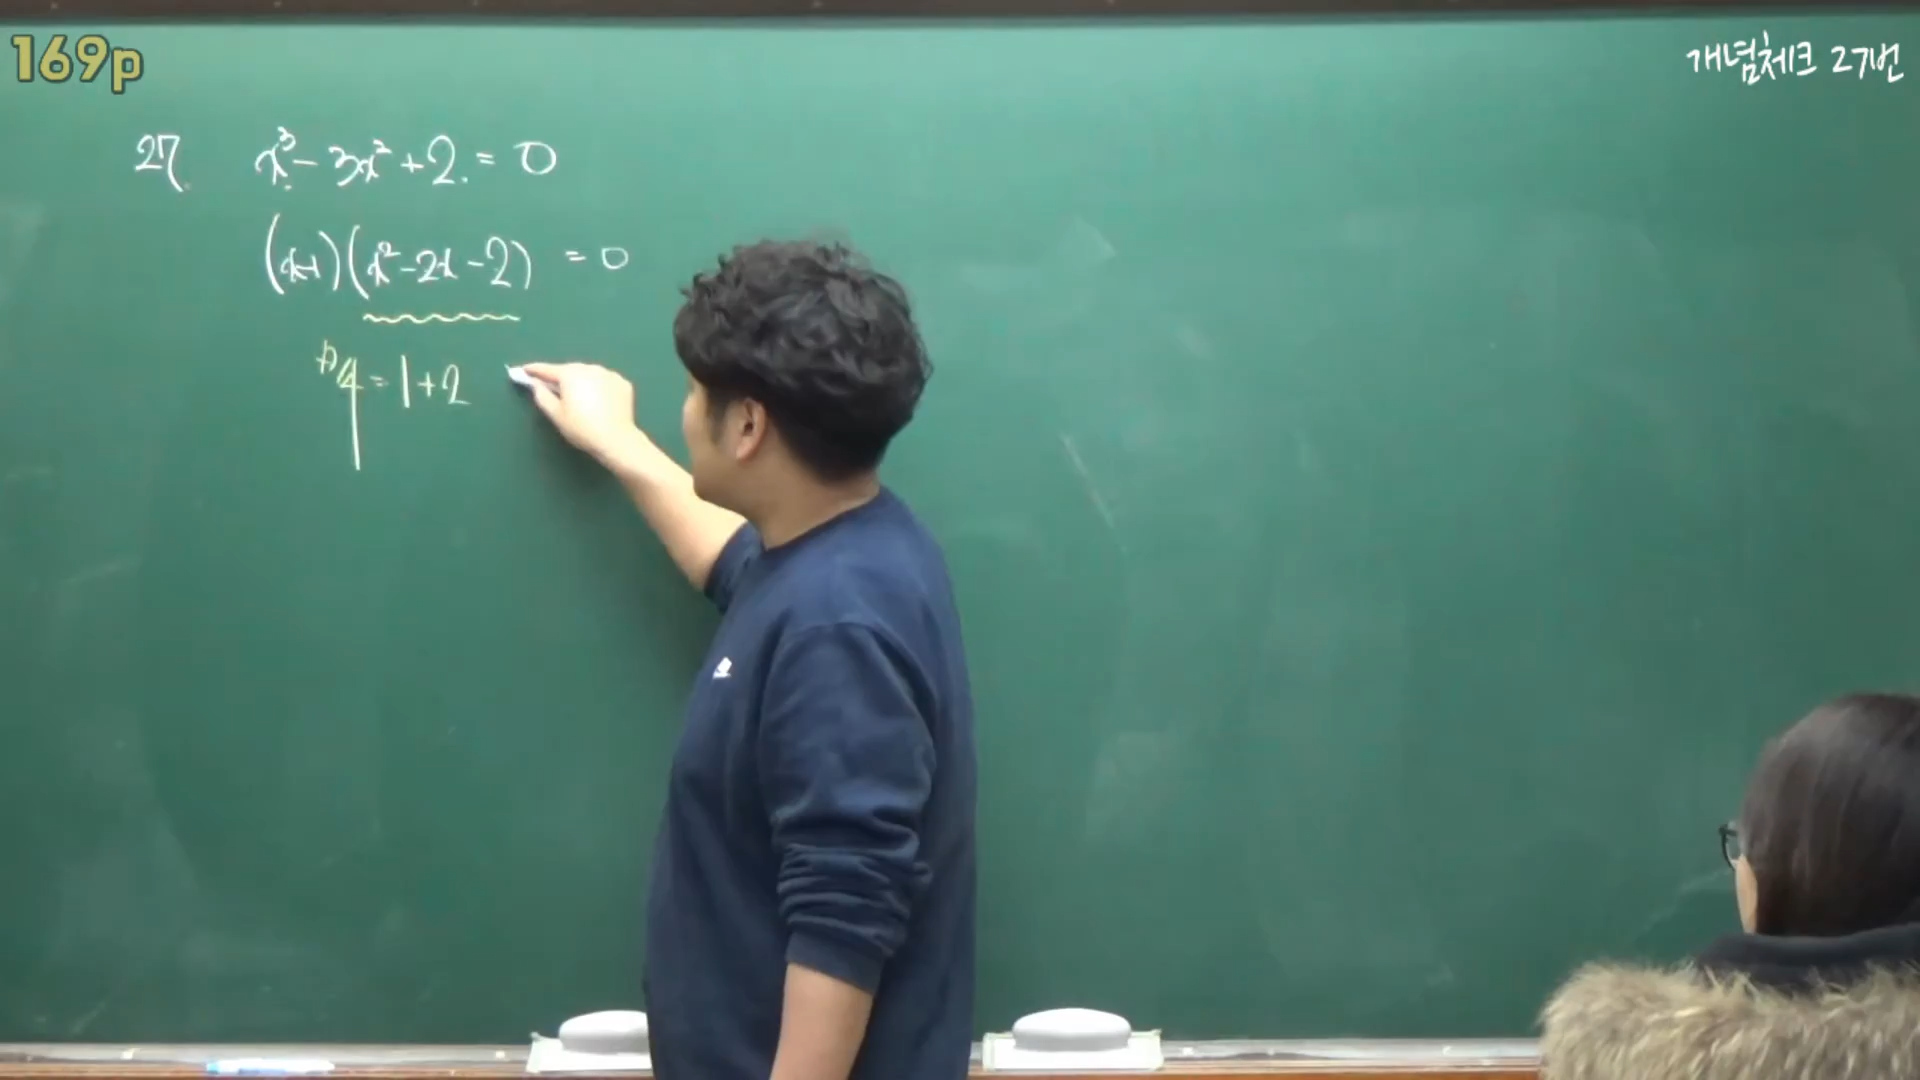 169p
개념체크 27번
27. x³ - 3x² + 2 = 0
(x-1)(x² - 2x - 2) = 0
D/4 = 1+2